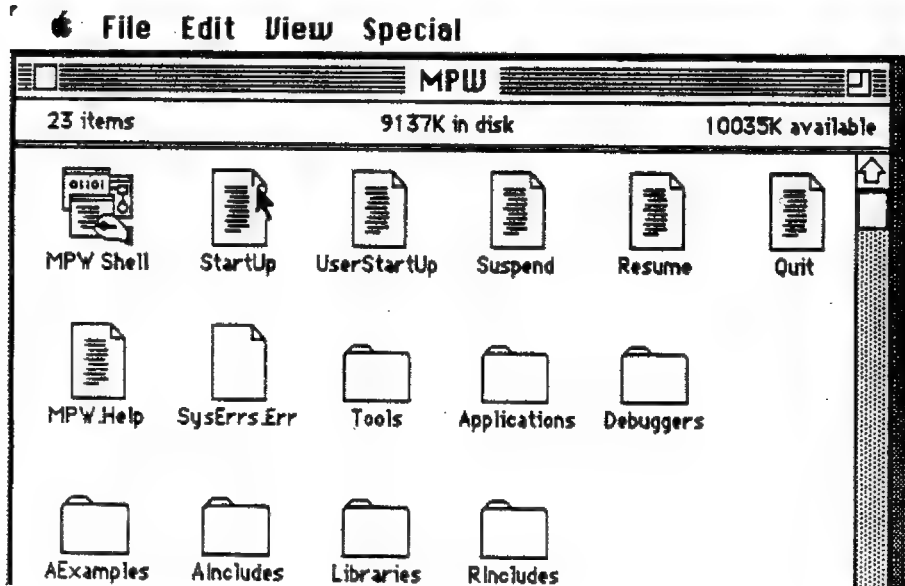 File Edit View Special
MPW
23 items 9137K in disk 10035K available
01101
MPW Shell StartUp UserStartUp Suspend Resume Quit
MPW.Help SysErrs.Err Tools Applications Debuggers
AExamples AIncludes Libraries RIncludes